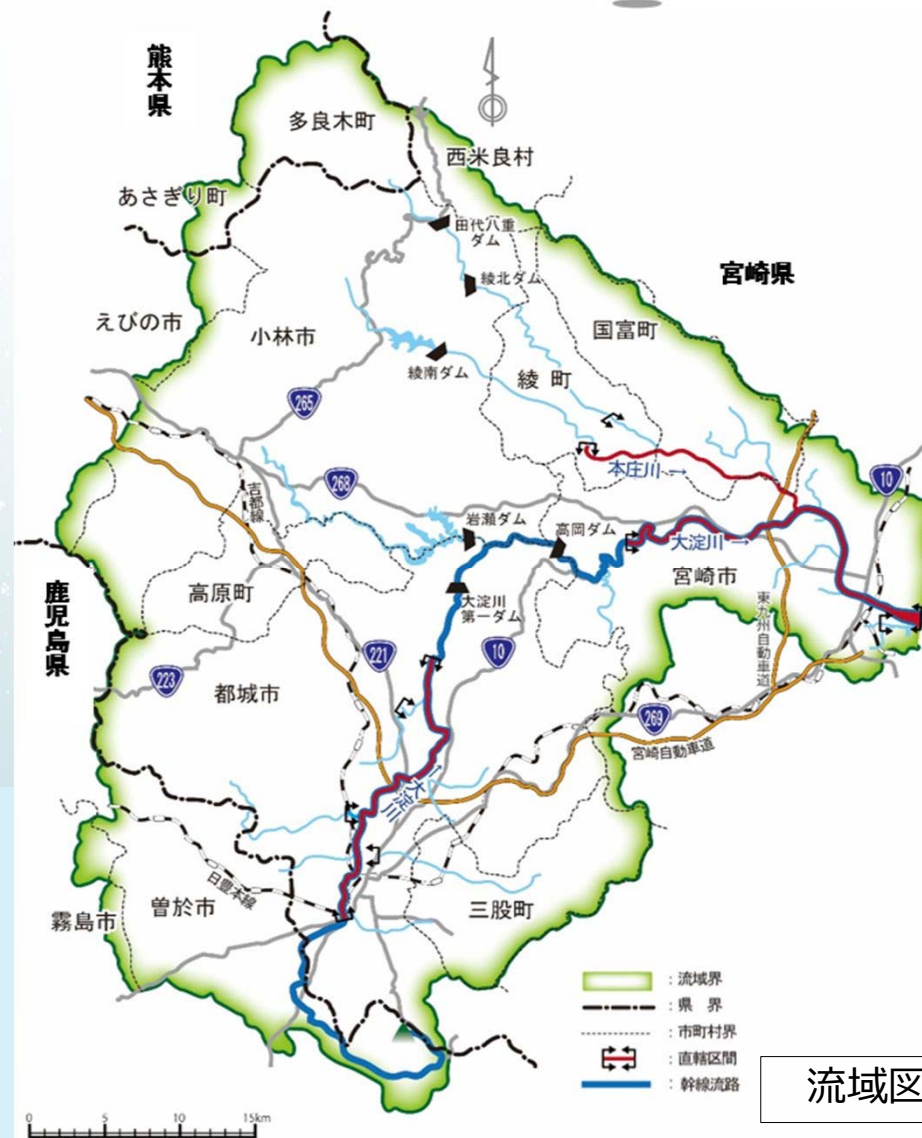 熊本県
多良木町
西米良村
あさぎり町
田代八重
ダム
宮崎県
綾北ダム
えびの市
小林市
国富町
綾南ダム
綾 町
265
本庄川→
268
10
吉都線
岩瀬ダム
高岡ダム
大淀川→
宮崎市
鹿児島県
高原町
大淀川
第一ダム
東九州自動車道
221
10
223
都城市
269
宮崎自動車道
大淀川→
日豊本線
曽於市
霧島市
三股町
:流域界
:県 界
:市町村界
:直轄区間
:幹線流路
流域図
0 5 10 15km